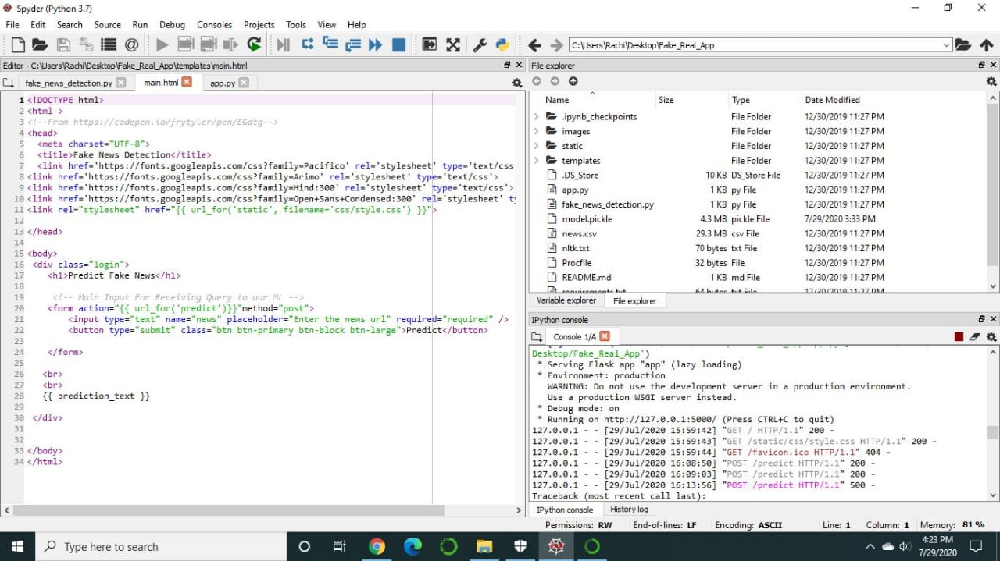 Spyder (Python 3.7)
File Edit Search Source Run Debug Consoles Projects Tools View Help
C:\Users\Rachi\Desktop\Fake_Real_App
Editor - C:\Users\Rachi\Desktop\Fake_Real_App\templates\main.html
fake_news_detection.py main.html app.py
1 <!DOCTYPE html>
2 <html >
3 <!--From https://codepen.io/frytyler/pen/EGdtg-->
4 <head>
5 <meta charset="UTF-8">
6 <title>Fake News Detection</title>
7 <link href='https://fonts.googleapis.com/css?family=Pacifico' rel='stylesheet' type='text/css
8 <link href='https://fonts.googleapis.com/css?family=Arimo' rel='stylesheet' type='text/css'>
9 <link href='https://fonts.googleapis.com/css?family=Hind:300' rel='stylesheet' type='text/css'>
10 <link href='https://fonts.googleapis.com/css?family=Open+Sans+Condensed:300' rel='stylesheet' ty
11 <link rel="stylesheet" href="{{ url_for('static', filename='css/style.css') }}">
12
13 </head>
14
15 <body>
16 <div class="login">
17 <h1>Predict Fake News</h1>
18
19 <!-- Main Input For Receiving Query to our ML -->
20 <form action="{{ url_for('predict')}}"method="post">
21 <input type="text" name="news" placeholder="Enter the news url" required="required" />
22 <button type="submit" class="btn btn-primary btn-block btn-large">Predict</button>
23
24 </form>
25
26 <br>
27 <br>
28 {{ prediction_text }}
29
30 </div>
31
32
33 </body>
34 </html>
File explorer
Name Size Type Date Modified
.ipynb_checkpoints File Folder 12/30/2019 11:27 PM
images File Folder 12/30/2019 11:27 PM
static File Folder 12/30/2019 11:27 PM
templates File Folder 12/30/2019 11:27 PM
.DS_Store 10 KB DS_Store File 12/30/2019 11:27 PM
app.py 1 KB py File 12/30/2019 11:27 PM
fake_news_detection.py 1 KB py File 12/30/2019 11:27 PM
model.pickle 4.3 MB pickle File 7/29/2020 3:33 PM
news.csv 29.3 MB csv File 12/30/2019 11:27 PM
nltk.txt 70 bytes txt File 12/30/2019 11:27 PM
Procfile 32 bytes File 12/30/2019 11:27 PM
README.md 1 KB md File 12/30/2019 11:27 PM
requirements.txt 64 bytes txt File 12/30/2019 11:27 PM
Variable explorer File explorer
IPython console
Console 1/A
Desktop/Fake_Real_App')
* Serving Flask app "app" (lazy loading)
* Environment: production
WARNING: Do not use the development server in a production environment.
Use a production WSGI server instead.
* Debug mode: on
* Running on http://127.0.0.1:5000/ (Press CTRL+C to quit)
127.0.0.1 - - [29/Jul/2020 15:59:42] "GET / HTTP/1.1" 200 -
127.0.0.1 - - [29/Jul/2020 15:59:43] "GET /static/css/style.css HTTP/1.1" 200 -
127.0.0.1 - - [29/Jul/2020 15:59:44] "GET /favicon.ico HTTP/1.1" 404 -
127.0.0.1 - - [29/Jul/2020 16:08:50] "POST /predict HTTP/1.1" 200 -
127.0.0.1 - - [29/Jul/2020 16:09:03] "POST /predict HTTP/1.1" 200 -
127.0.0.1 - - [29/Jul/2020 16:13:56] "POST /predict HTTP/1.1" 500 -
Traceback (most recent call last):
IPython console History log
Permissions: RW End-of-lines: LF Encoding: ASCII Line: 1 Column: 1 Memory: 81 %
Type here to search
4:23 PM
7/29/2020